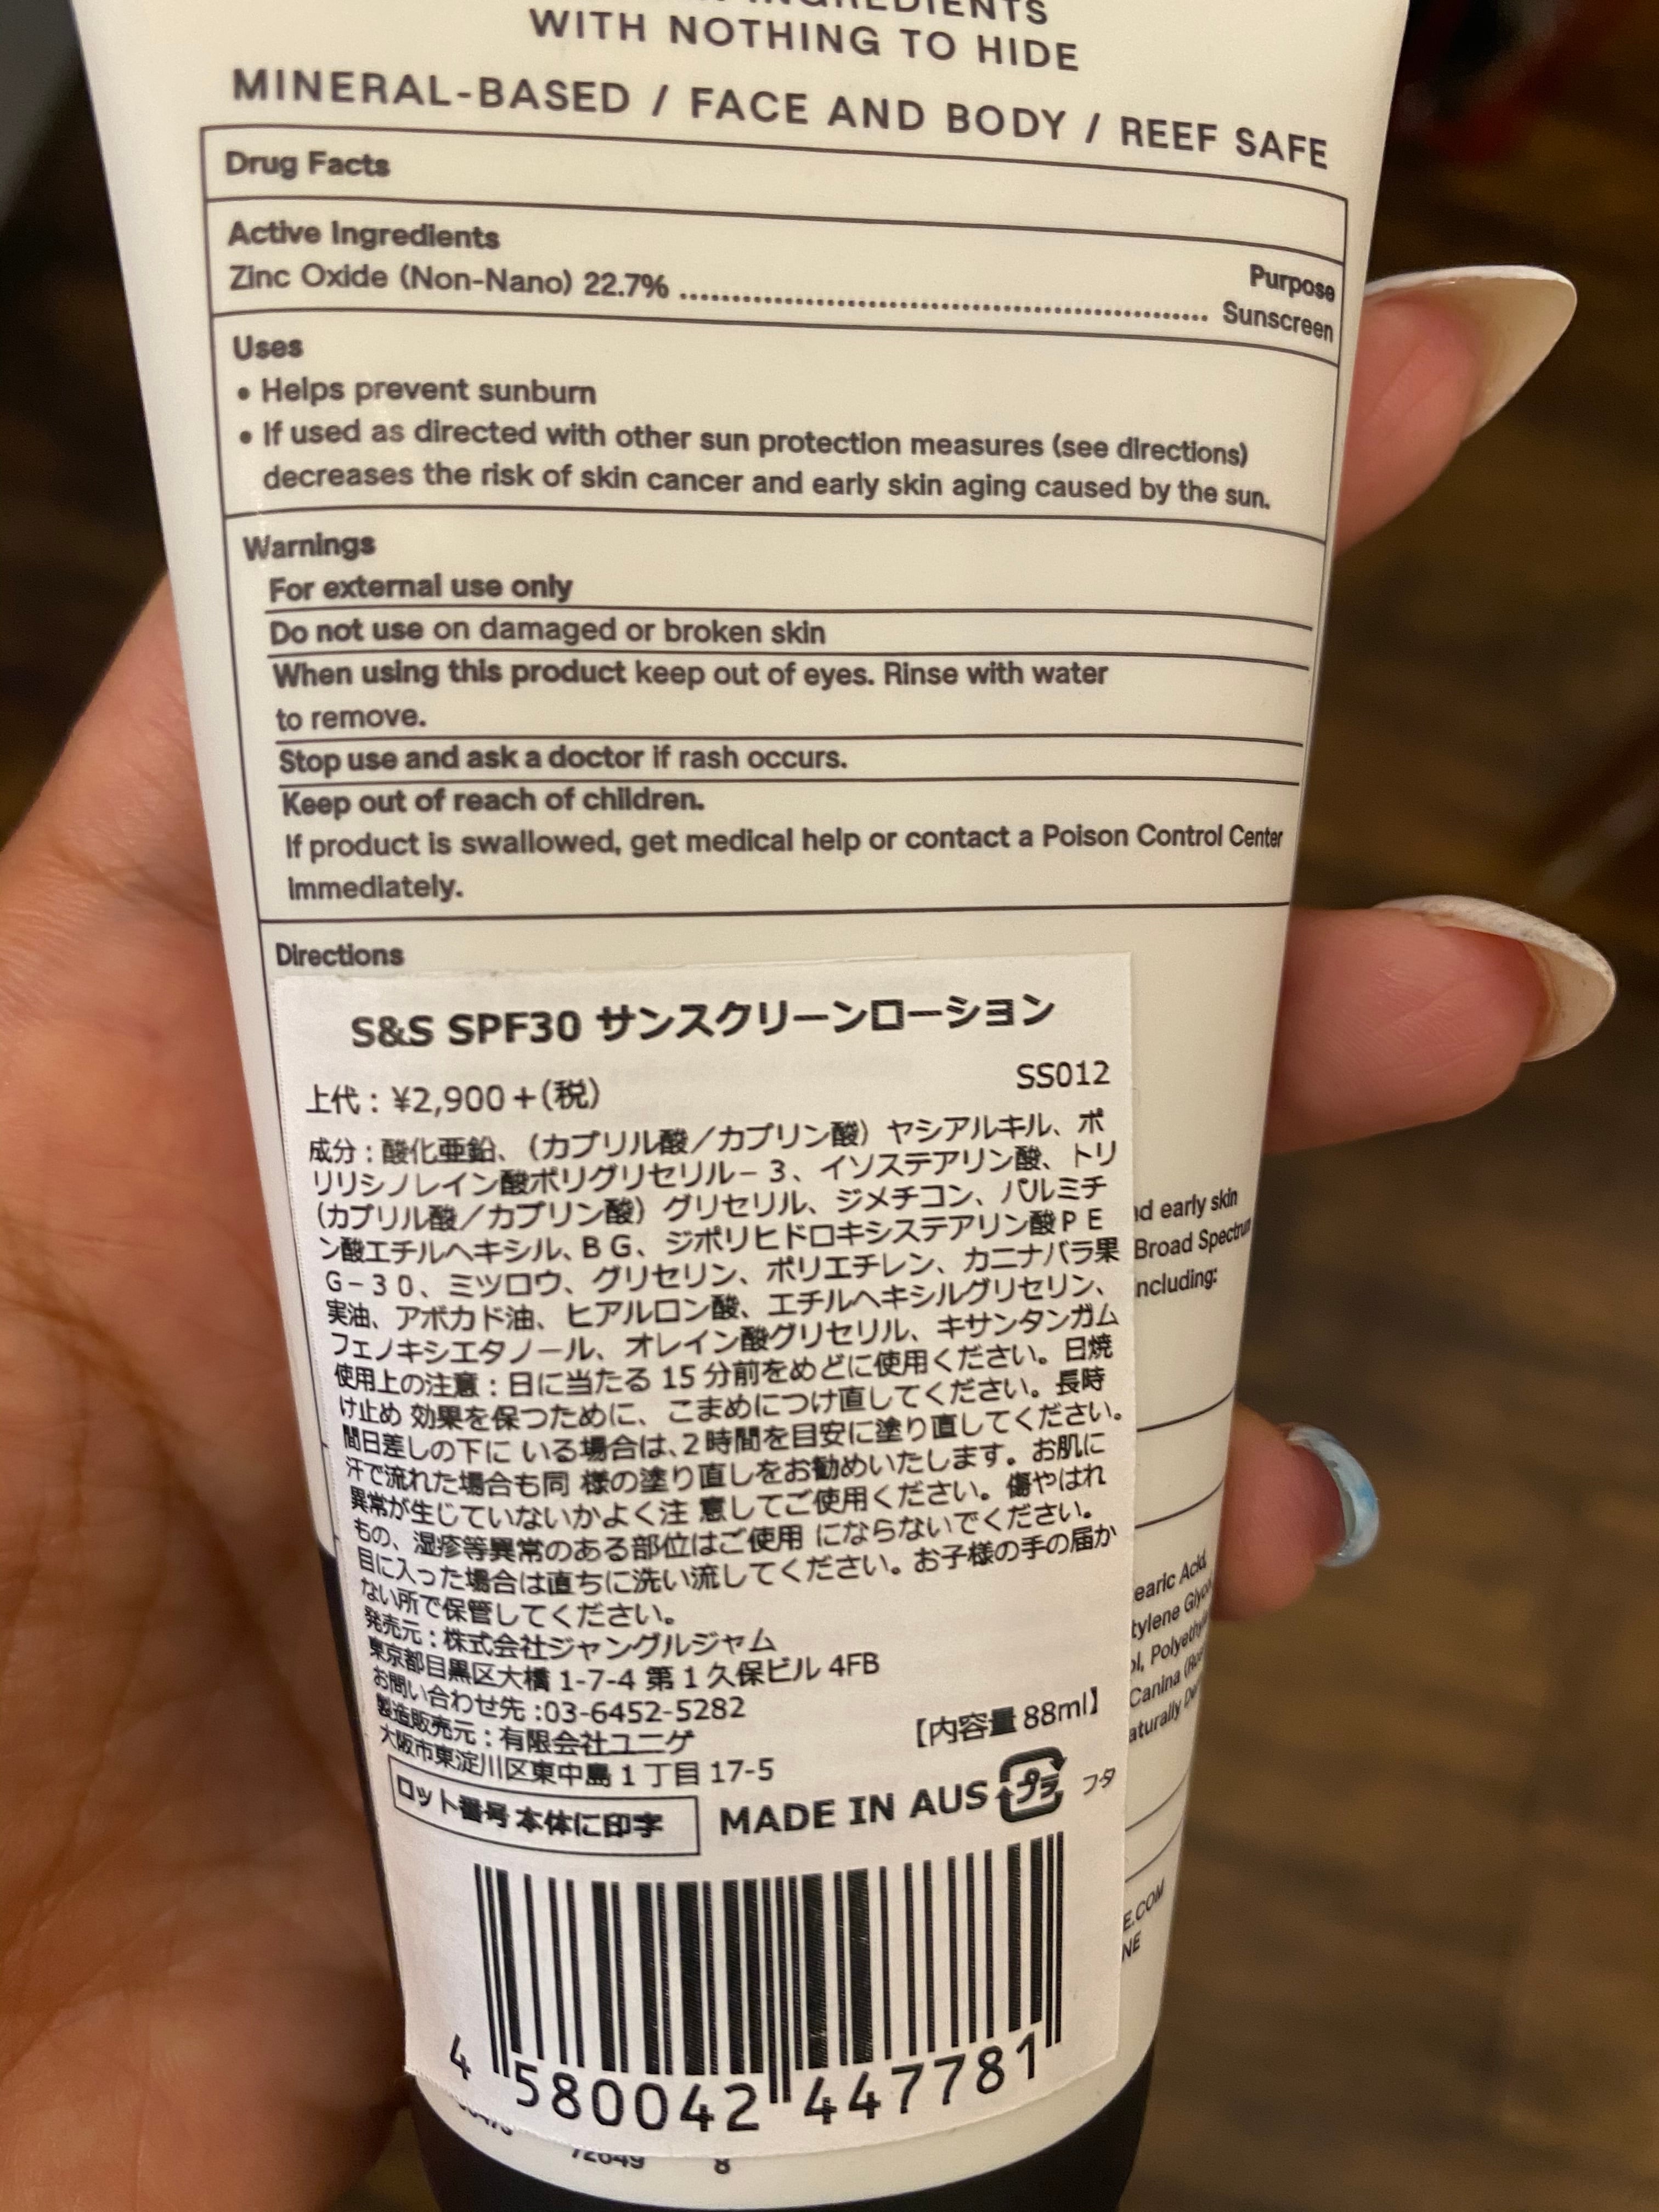 INGREDIENTS
WITH NOTHING TO HIDE
MINERAL-BASED / FACE AND BODY / REEF SAFE
Drug Facts
Active Ingredients
Purpose
Zinc Oxide (Non-Nano) 22.7% ........................................................ Sunscreen
Uses
• Helps prevent sunburn
• If used as directed with other sun protection measures (see directions)
decreases the risk of skin cancer and early skin aging caused by the sun.
Warnings
For external use only
Do not use on damaged or broken skin
When using this product keep out of eyes. Rinse with water
to remove.
Stop use and ask a doctor if rash occurs.
Keep out of reach of children.
If product is swallowed, get medical help or contact a Poison Control Center
immediately.
Directions
S&S SPF30 サンスクリーンローション
SS012
上代：¥2,900＋(税)
成分：酸化亜鉛、（カプリル酸／カプリン酸）ヤシアルキル、ポ
リリシノレイン酸ポリグリセリル－３、イソステアリン酸、トリ
（カプリル酸／カプリン酸）グリセリル、ジメチコン、パルミチ
ン酸エチルヘキシル、ＢＧ、ジポリヒドロキシステアリン酸ＰＥ
Ｇ－３０、ミツロウ、グリセリン、ポリエチレン、カニナバラ果
実油、アボカド油、ヒアルロン酸、エチルヘキシルグリセリン、
フェノキシエタノール、オレイン酸グリセリル、キサンタンガム
使用上の注意：日に当たる 15 分前をめどに使用ください。日焼
け止め 効果を保つために、こまめにつけ直してください。長時
間日差しの下に いる場合は、2 時間を目安に塗り直してください。
汗で流れた場合も同 様の塗り直しをお勧めいたします。お肌に
異常が生じていないかよく注 意してご使用ください。傷やはれ
もの、湿疹等異常のある部位はご使用 にならないでください。
目に入った場合は直ちに洗い流してください。お子様の手の届か
ない所で保管してください。
発売元：株式会社ジャングルジャム
東京都目黒区大橋 1-7-4 第 1 久保ビル 4FB
お問い合わせ先 :03-6452-5282
製造販売元：有限会社ユニゲ
【内容量 88ml】
大阪市東淀川区東中島 1 丁目 17-5
ロット番号 本体に印字
MADE IN AUS
プラ
フタ
4 580042 447781
early skin
Broad Spectrum
including:
earic Acid,
Canina
E.COM
NE
72649 8